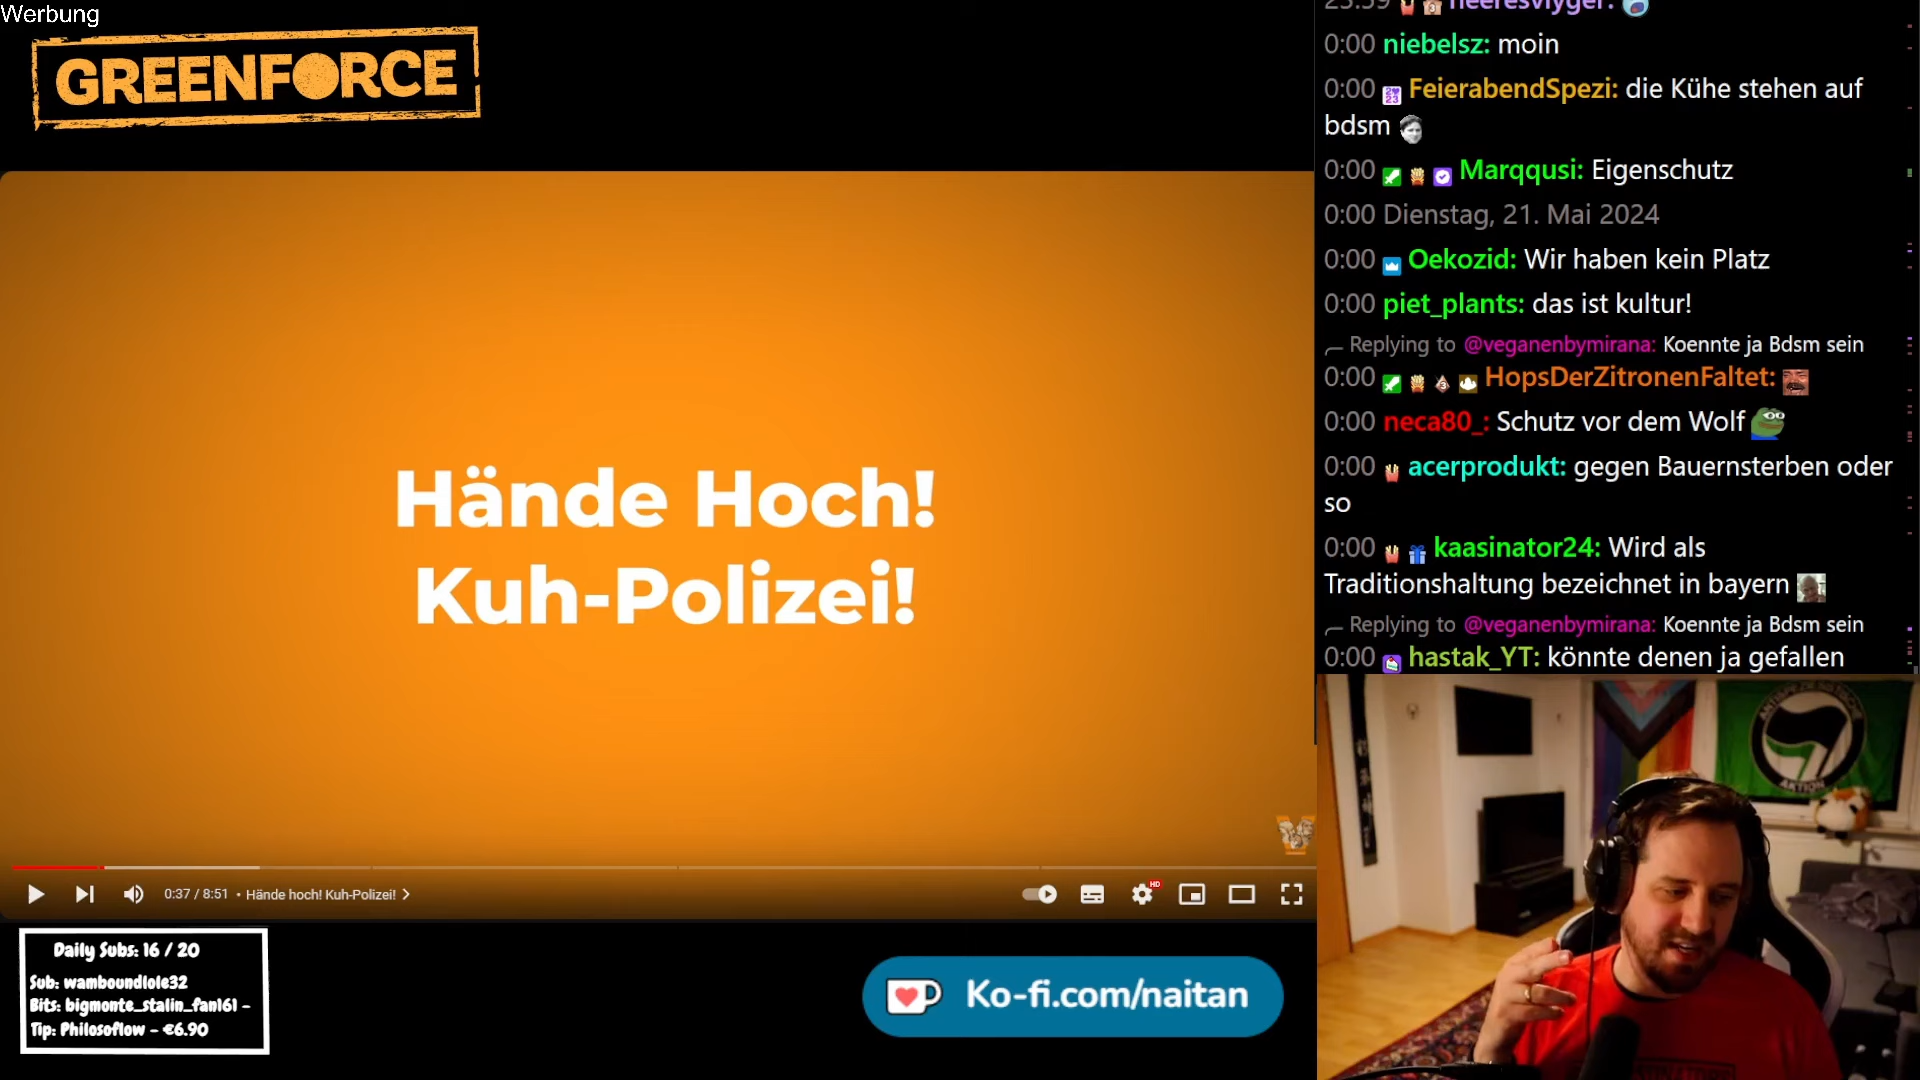 Werbung
GREENFORCE
Hände Hoch!
Kuh-Polizei!
0:37 / 8:51 • Hände hoch! Kuh-Polizei!
HD
Daily Subs: 16 / 20
Sub: wamboundlole32
Bits: bigmonte_stalin_fan161 -
Tip: Philosoflow - €6.90
Ko-fi.com/naitan
23:59 heeresvlyger:
0:00 niebelsz: moin
0:00 FeierabendSpezi: die Kühe stehen auf
bdsm
0:00 Marqqusi: Eigenschutz
0:00 Dienstag, 21. Mai 2024
0:00 Oekozid: Wir haben kein Platz
0:00 piet_plants: das ist kultur!
Replying to @veganenbymirana: Koennte ja Bdsm sein
0:00 HopsDerZitronenFaltet:
0:00 neca80_: Schutz vor dem Wolf
0:00 acerprodukt: gegen Bauernsterben oder
so
0:00 kaasinator24: Wird als
Traditionshaltung bezeichnet in bayern
Replying to @veganenbymirana: Koennte ja Bdsm sein
0:00 hastak_YT: könnte denen ja gefallen
AKTION